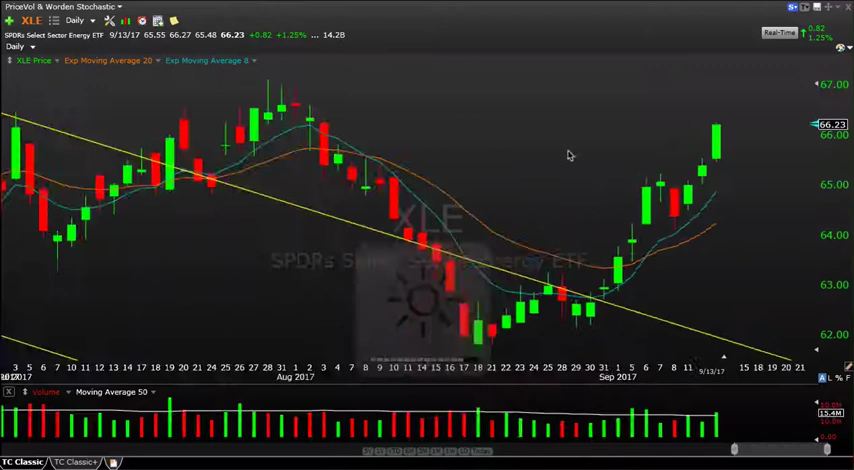 PriceVol & Worden Stochastic
XLE Daily
SPDRs Select Sector Energy ETF 9/13/17 65.55 66.27 65.48 66.23 +0.82 +1.25% ... 14.2B
Real-Time 0.82
1.25%
Daily
XLE Price Exp Moving Average 20 Exp Moving Average 8
67.00
66.23
66.00
65.00
XLE
64.00
SPDRs Select Sector Energy ETF
63.00
62.00
3 5 6 7 10 11 12 13 14 17 18 19 20 21 24 25 26 27 28 31 1 2 3 4 7 8 9 10 11 14 15 16 17 18 21 22 23 24 25 28 29 30 31 1 5 6 7 8 11 9/13/17 15 18 19 20 21
2017 Aug 2017 Sep 2017
A L % F
X Volume Moving Average 50
15.4M
0.00
TC Classic TC Classic+